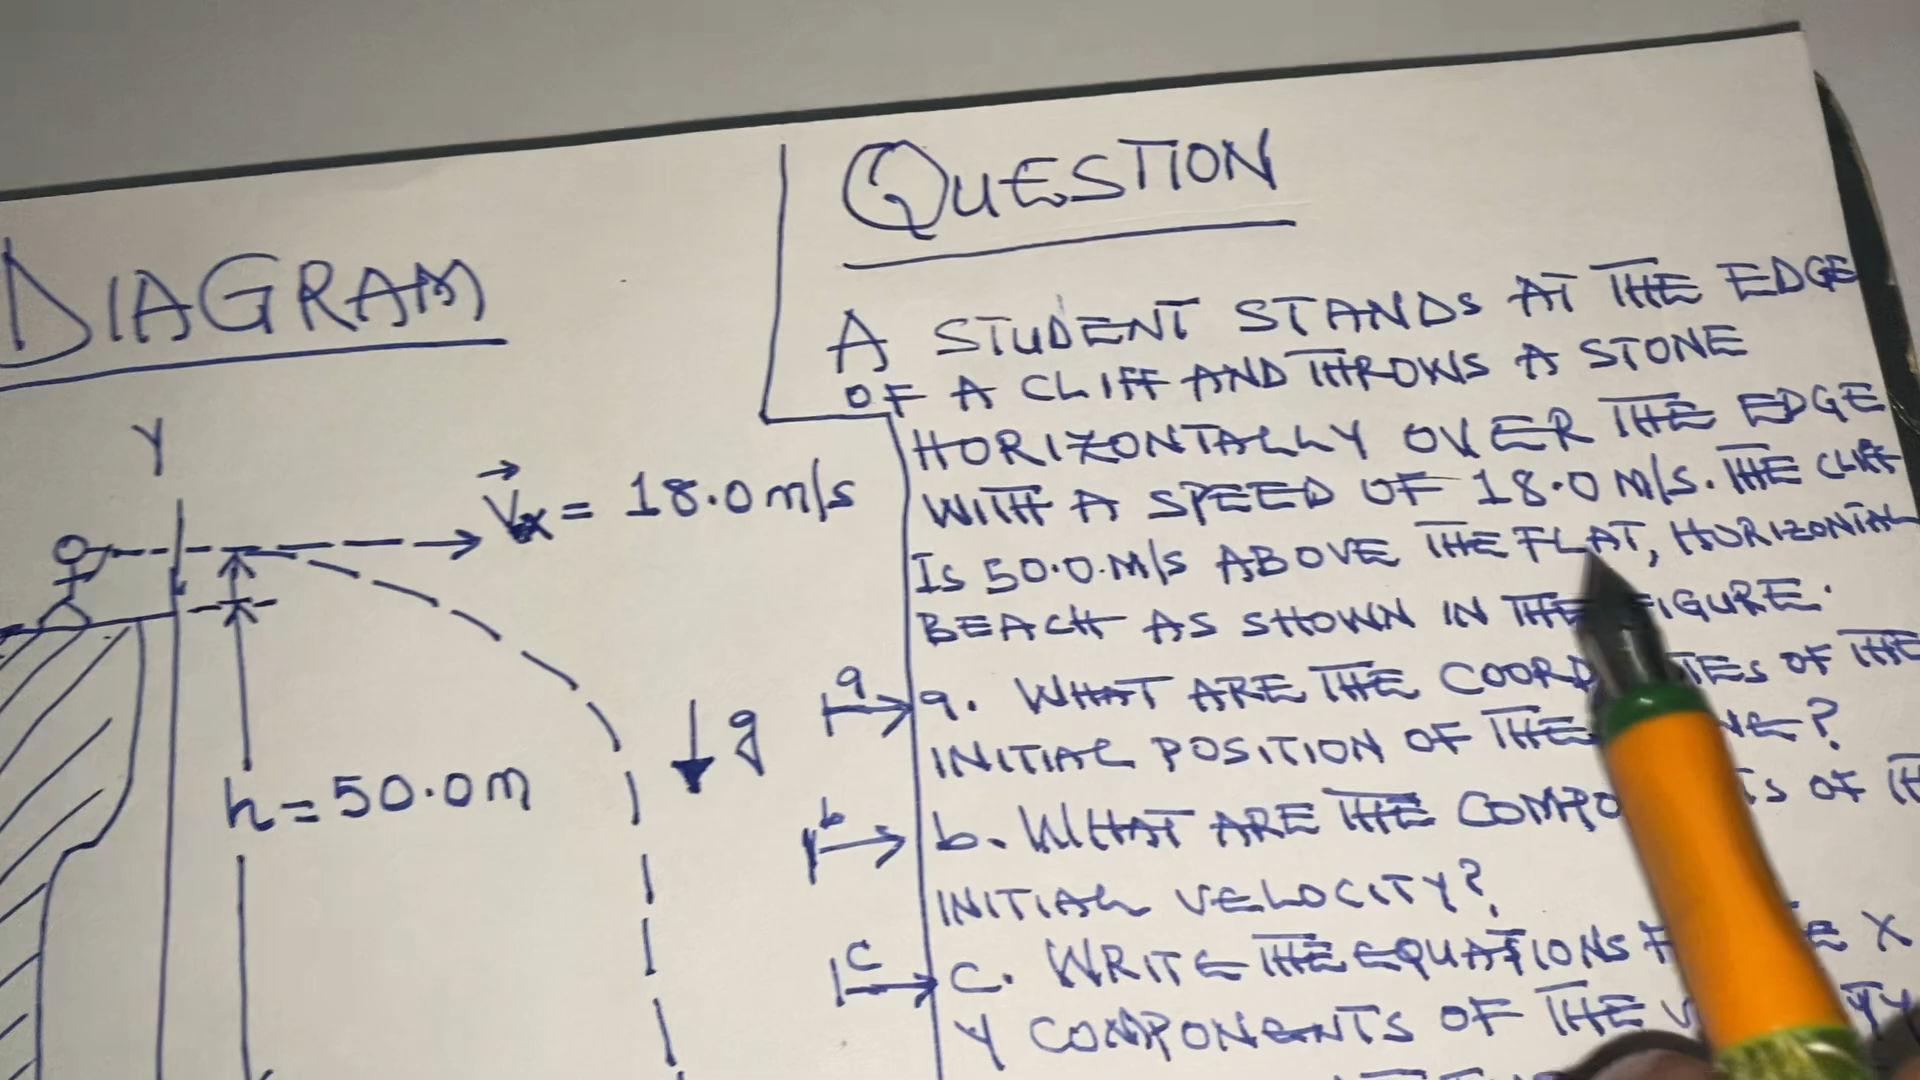 DIAGRAM
Y
Vx = 18.0 m/s
h = 50.0m
g
QUESTION
A STUDENT STANDS AT THE EDGE
OF A CLIFF AND THROWS A STONE
HORIZONTALLY OVER THE EDGE
WITH A SPEED OF 18.0 M/S. THE CLIFF
IS 50.0.M/S ABOVE THE FLAT, HORIZONTAL
BEACH AS SHOWN IN THE FIGURE.
a
a. WHAT ARE THE OF THE
INITIAL POSITION OF THE
b
b. WHAT ARE THE OF
INITIAL VELOCITY?
c
c. WRITE THE EQUATIONS X
Y COMPONENTS OF THE